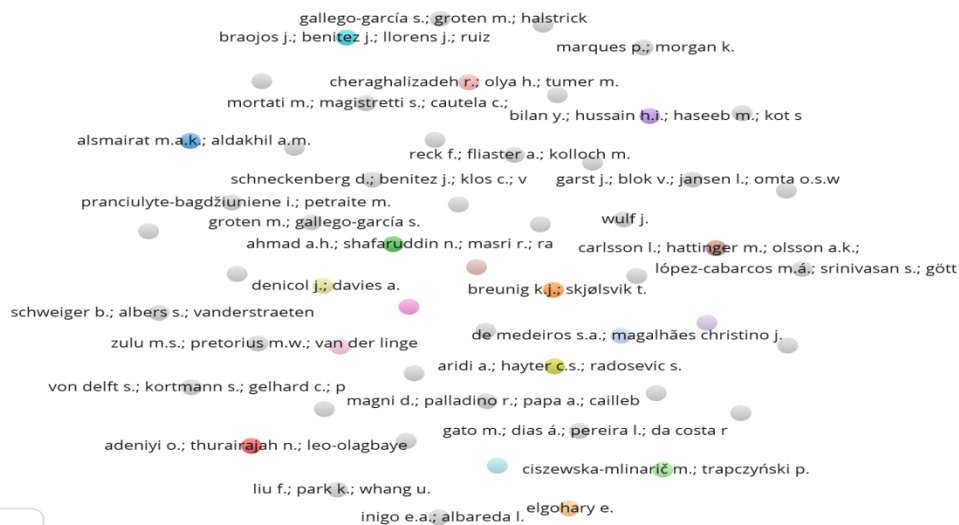 gallego-garcía s.; groten m.; halstrick
braojos j.; benitez j.; llorens j.; ruiz
marques p.; morgan k.
cheraghalizadeh r.; olya h.; tumer m.
mortati m.; magistretti s.; cautela c.;
bilan y.; hussain h.i.; haseeb m.; kot s
alsmairat m.a.k.; aldakhil a.m.
reck f.; fliaster a.; kolloch m.
schneckenberg d.; benitez j.; klos c.; v
garst j.; blok v.; jansen l.; omta o.s.w
pranciulyte-bagdžiuniene i.; petraite m.
groten m.; gallego-garcía s.
wulf j.
ahmad a.h.; shafaruddin n.; masri r.; ra
carlsson l.; hattinger m.; olsson a.k.;
lópez-cabarcos m.á.; srinivasan s.; gött
denicol j.; davies a.
breunig k.j.; skjølsvik t.
schweiger b.; albers s.; vanderstraeten
de medeiros s.a.; magalhães christino j.
zulu m.s.; pretorius m.w.; van der linge
aridi a.; hayter c.s.; radosevic s.
von delft s.; kortmann s.; gelhard c.; p
magni d.; palladino r.; papa a.; cailleb
gato m.; dias á.; pereira l.; da costa r
adeniyi o.; thurairajah n.; leo-olagbaye
ciszewska-mlinarič m.; trapczyński p.
liu f.; park k.; whang u.
elgohary e.
inigo e.a.; albareda l.